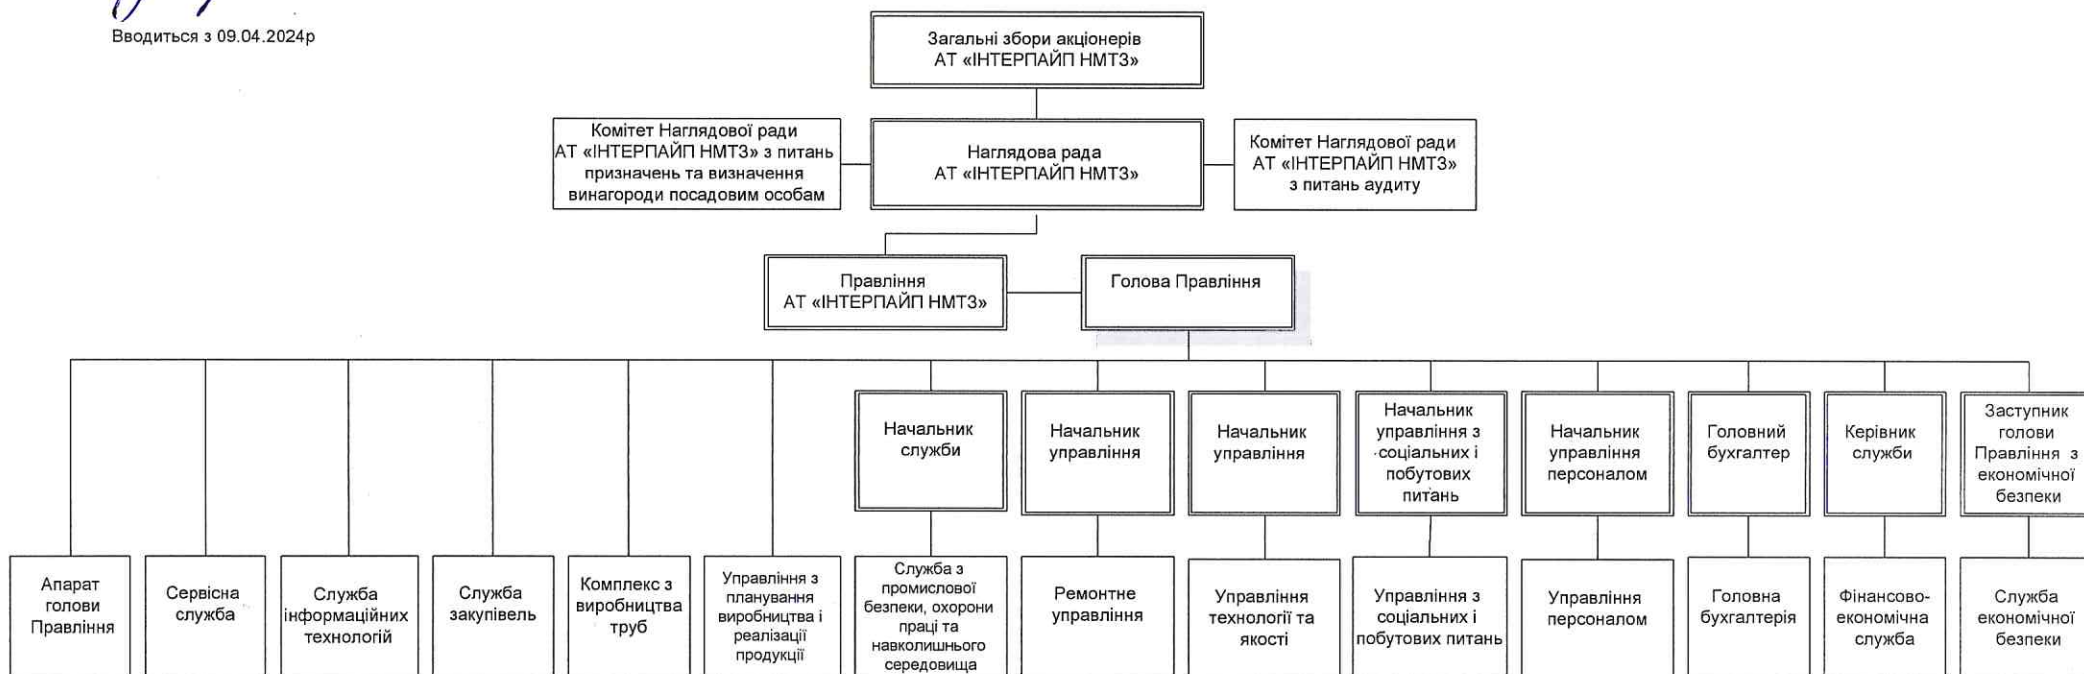 Вводиться з 09.04.2024р
Загальні збори акціонерів
АТ «ІНТЕРПАЙП НМТЗ»
Комітет Наглядової ради
АТ «ІНТЕРПАЙП НМТЗ» з питань
призначень та визначення
винагороди посадовим особам
Наглядова рада
АТ «ІНТЕРПАЙП НМТЗ»
Комітет Наглядової ради
АТ «ІНТЕРПАЙП НМТЗ»
з питань аудиту
Правління
АТ «ІНТЕРПАЙП НМТЗ»
Голова Правління
Начальник
служби
Начальник
управління
Начальник
управління
Начальник
управління з
соціальних і
побутових
питань
Начальник
управління
персоналом
Головний
бухгалтер
Керівник
служби
Заступник
голови
Правління з
економічної
безпеки
Апарат
голови
Правління
Сервісна
служба
Служба
інформаційних
технологій
Служба
закупівель
Комплекс з
виробництва
труб
Управління з
планування
виробництва і
реалізації
продукції
Служба з
промислової
безпеки, охорони
праці та
навколишнього
середовища
Ремонтне
управління
Управління
технології та
якості
Управління з
соціальних і
побутових питань
Управління
персоналом
Головна
бухгалтерія
Фінансово-
економічна
служба
Служба
економічної
безпеки